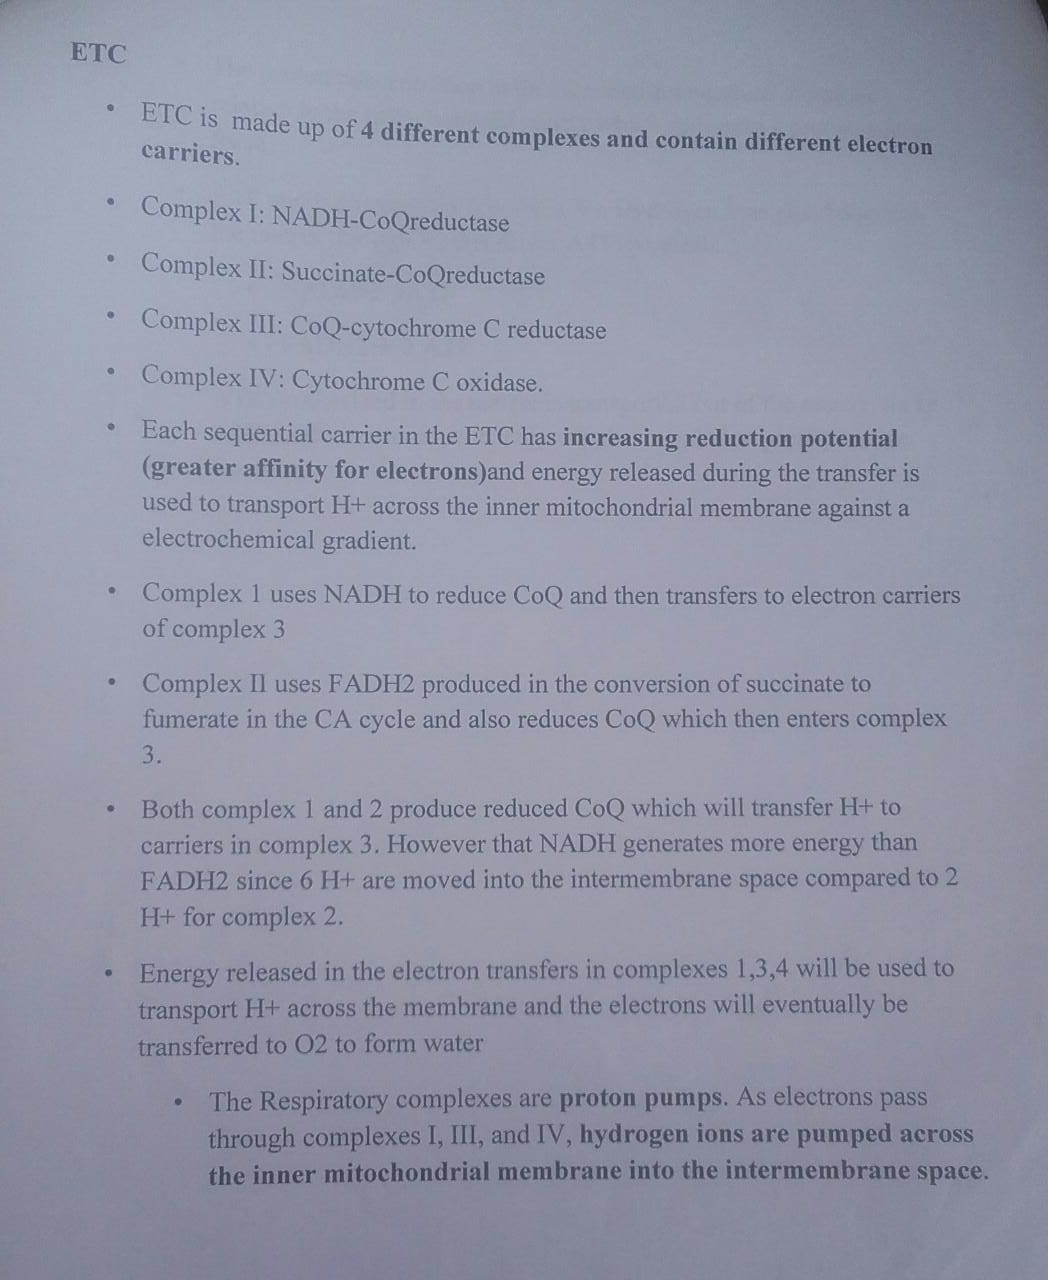 ETC
• ETC is made up of 4 different complexes and contain different electron
carriers.
• Complex I: NADH-CoQreductase
• Complex II: Succinate-CoQreductase
• Complex III: CoQ-cytochrome C reductase
• Complex IV: Cytochrome C oxidase.
• Each sequential carrier in the ETC has increasing reduction potential
(greater affinity for electrons)and energy released during the transfer is
used to transport H+ across the inner mitochondrial membrane against a
electrochemical gradient.
• Complex 1 uses NADH to reduce CoQ and then transfers to electron carriers
of complex 3
• Complex Il uses FADH2 produced in the conversion of succinate to
fumerate in the CA cycle and also reduces CoQ which then enters complex
3.
• Both complex 1 and 2 produce reduced CoQ which will transfer H+ to
carriers in complex 3. However that NADH generates more energy than
FADH2 since 6 H+ are moved into the intermembrane space compared to 2
H+ for complex 2.
• Energy released in the electron transfers in complexes 1,3,4 will be used to
transport H+ across the membrane and the electrons will eventually be
transferred to O2 to form water
• The Respiratory complexes are proton pumps. As electrons pass
through complexes I, III, and IV, hydrogen ions are pumped across
the inner mitochondrial membrane into the intermembrane space.